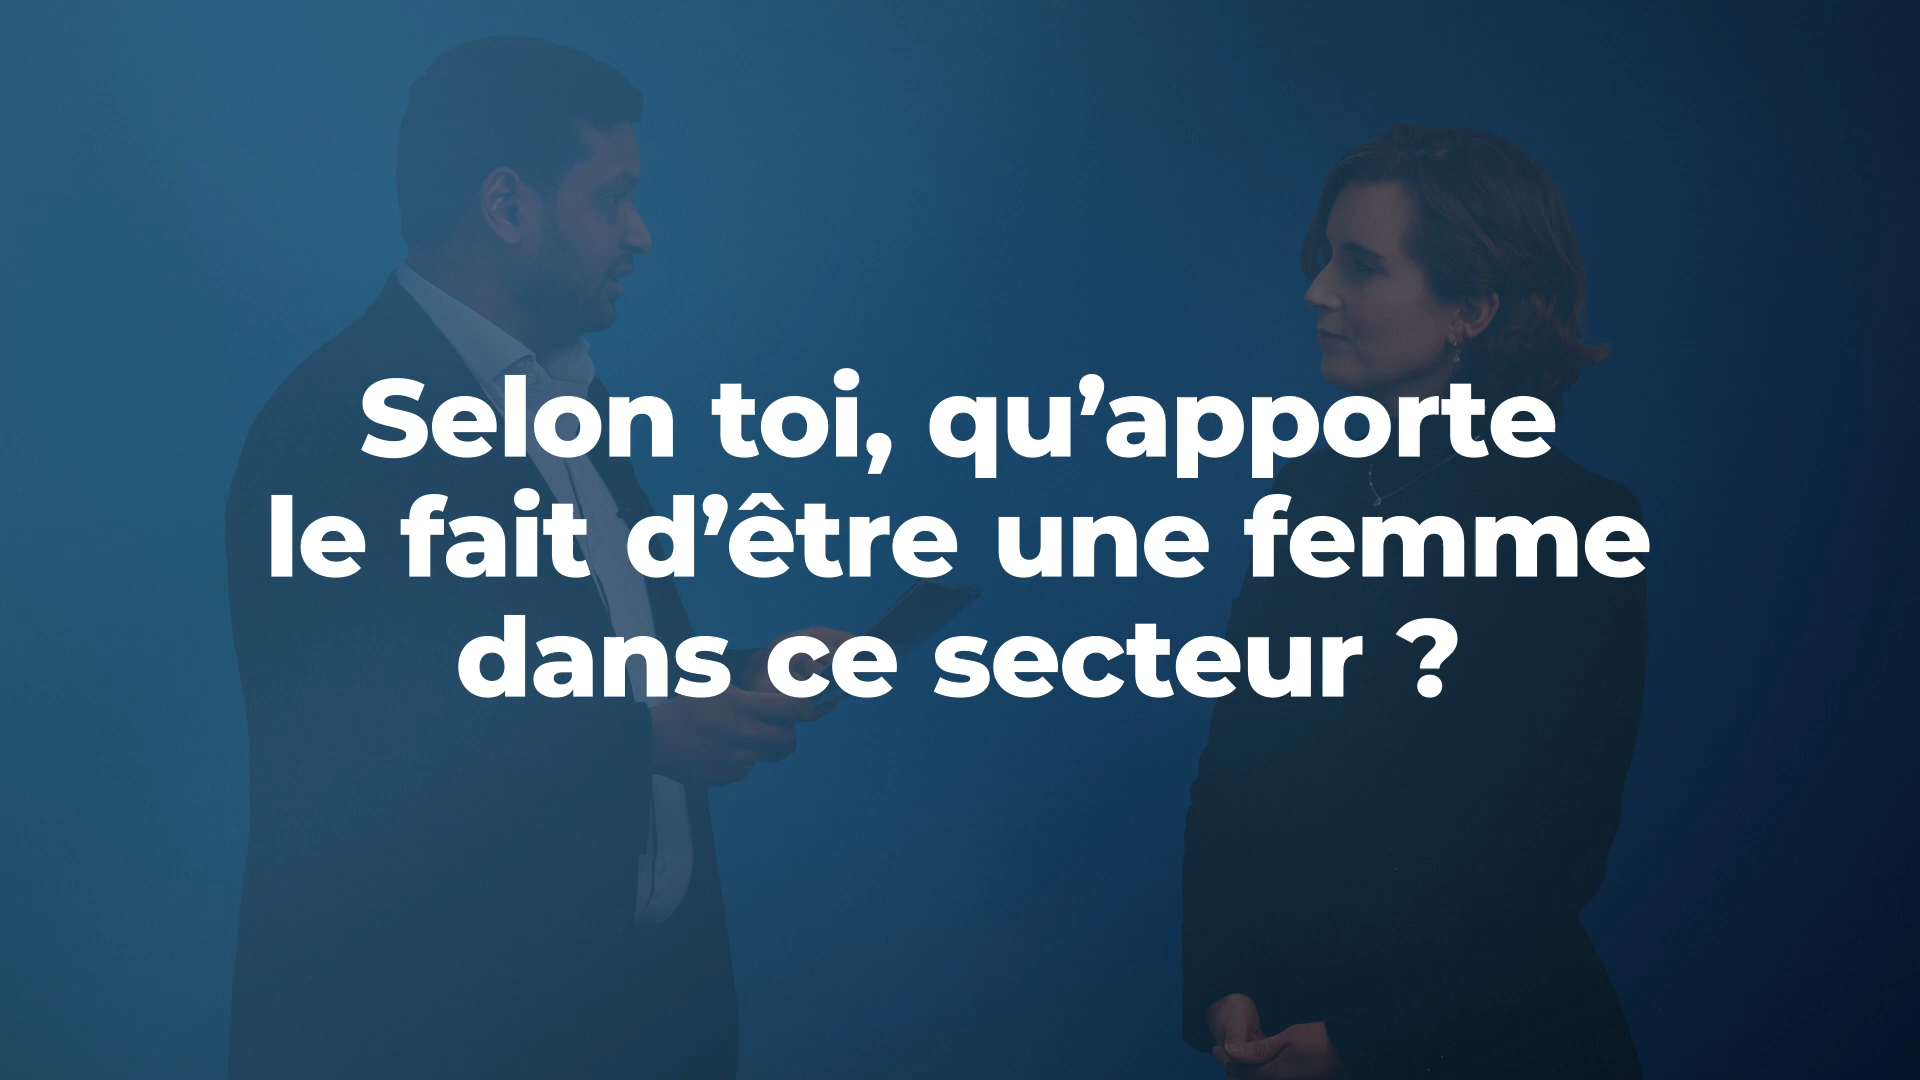 Selon toi, qu’apporte
le fait d’être une femme
dans ce secteur ?